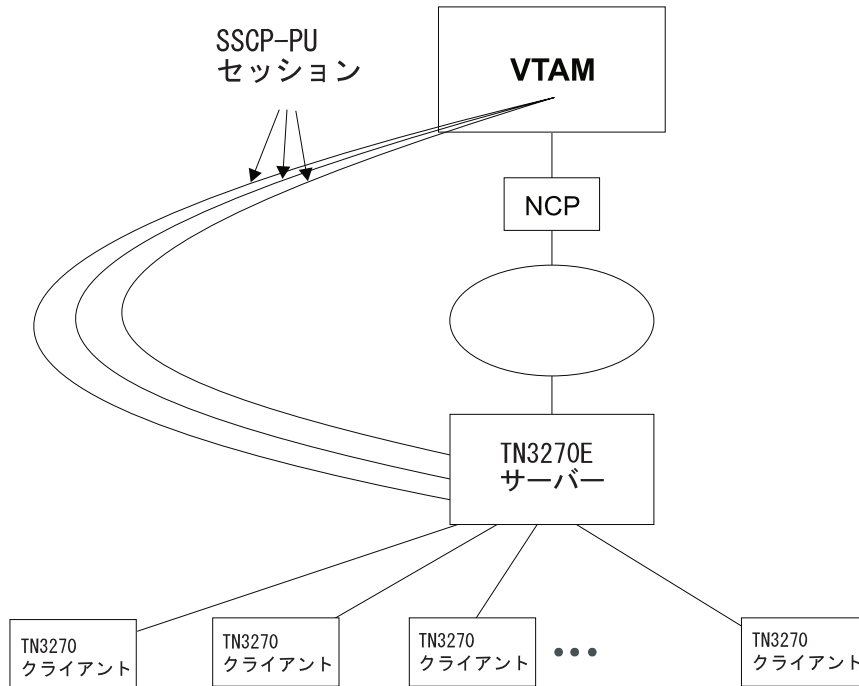 SSCP-PU
セッション
VTAM
NCP
TN3270E
サーバー
TN3270
クライアント
TN3270
クライアント
TN3270
クライアント
TN3270
クライアント